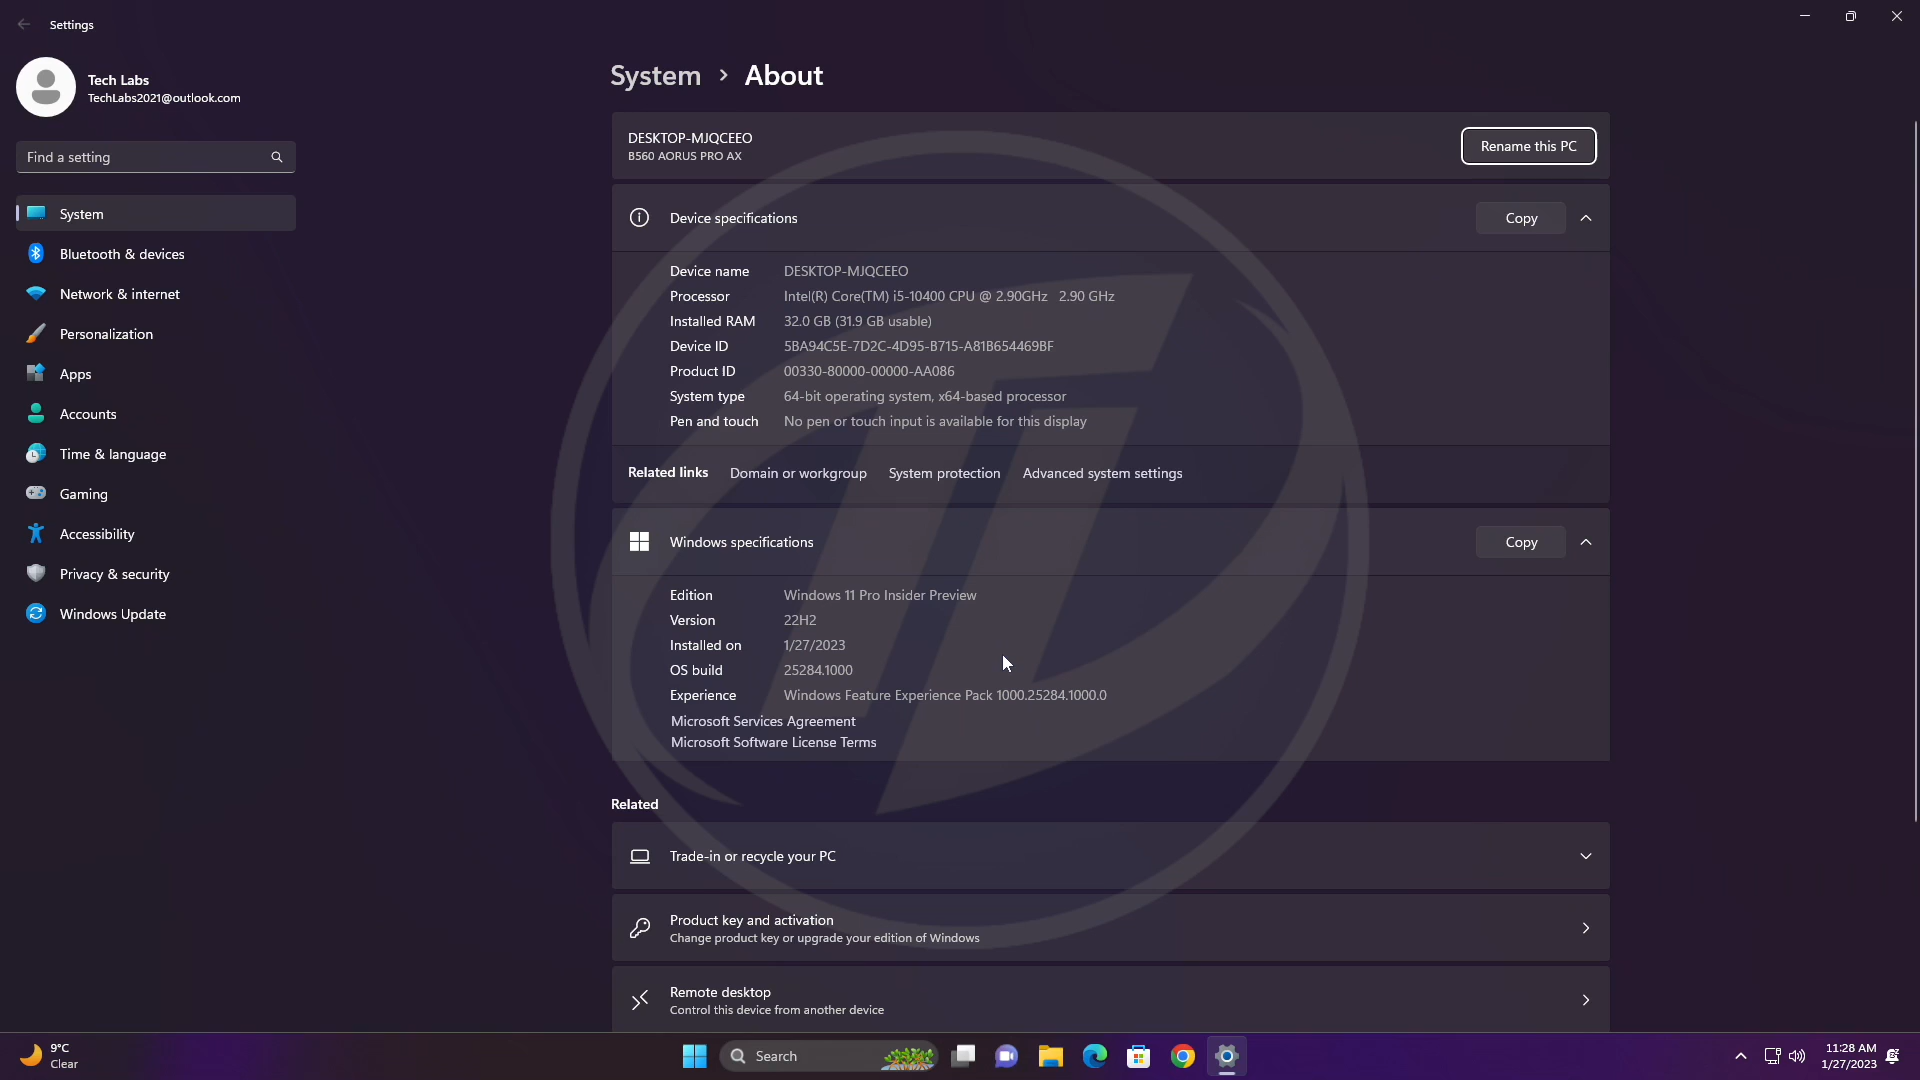 Settings
Tech Labs
TechLabs2021@outlook.com
Find a setting
System
Bluetooth & devices
Network & internet
Personalization
Apps
Accounts
Time & language
Gaming
Accessibility
Privacy & security
Windows Update
System > About
DESKTOP-MJQCEEO
B560 AORUS PRO AX
Rename this PC
Device specifications
Copy
Device name DESKTOP-MJQCEEO
Processor Intel(R) Core(TM) i5-10400 CPU @ 2.90GHz 2.90 GHz
Installed RAM 32.0 GB (31.9 GB usable)
Device ID 5BA94C5E-7D2C-4D95-B715-A81B654469BF
Product ID 00330-80000-00000-AA086
System type 64-bit operating system, x64-based processor
Pen and touch No pen or touch input is available for this display
Related links Domain or workgroup System protection Advanced system settings
Windows specifications
Copy
Edition Windows 11 Pro Insider Preview
Version 22H2
Installed on 1/27/2023
OS build 25284.1000
Experience Windows Feature Experience Pack 1000.25284.1000.0
Microsoft Services Agreement
Microsoft Software License Terms
Related
Trade-in or recycle your PC
Product key and activation
Change product key or upgrade your edition of Windows
Remote desktop
Control this device from another device
9°C
Clear
Search
11:28 AM
1/27/2023